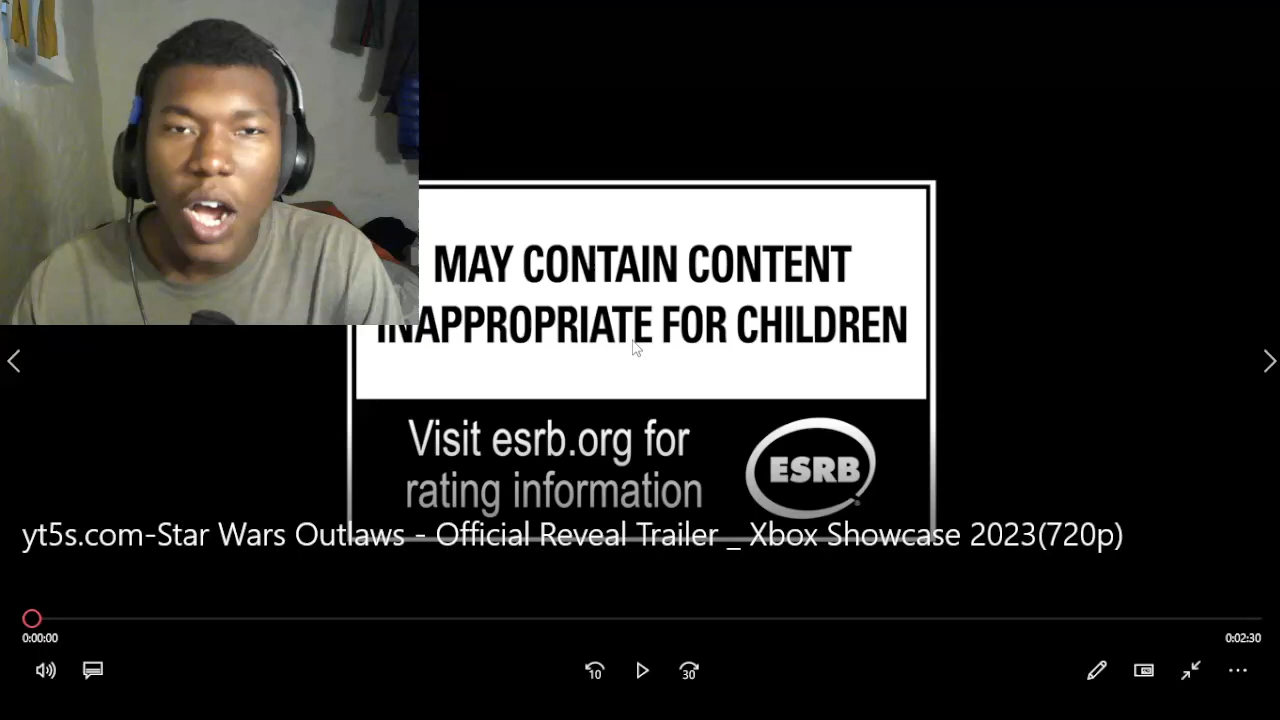 MAY CONTAIN CONTENT
INAPPROPRIATE FOR CHILDREN
Visit esrb.org for
rating information
ESRB
yt5s.com-Star Wars Outlaws - Official Reveal Trailer _ Xbox Showcase 2023(720p)
0:00:00
0:02:30
10
30